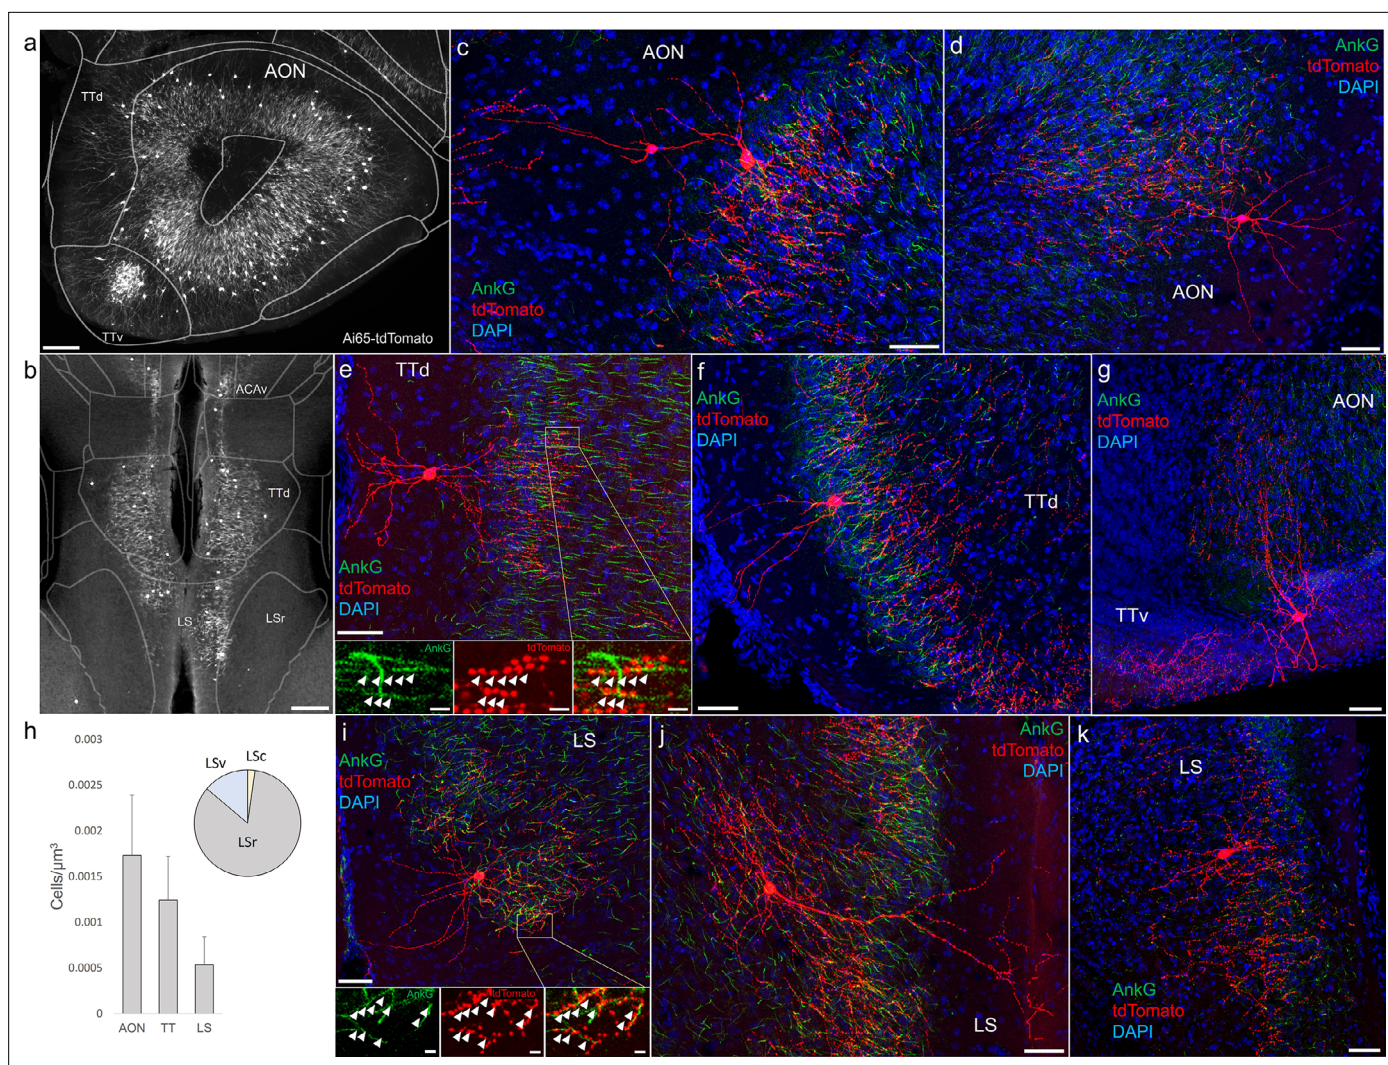 a
TTd
AON
TTv
Ai65-tdTomato
c
AON
AnkG
tdTomato
DAPI
d
AnkG
tdTomato
DAPI
AON
b
ACAv
TTd
LS
LSr
e
TTd
AnkG
tdTomato
DAPI
AnkG
tdTomato
f
AnkG
tdTomato
DAPI
TTd
g
AnkG
tdTomato
DAPI
AON
TTv
h
0.003
0.0025
0.002
0.0015
0.001
0.0005
0
Cells/µm³
AON TT LS
LSv
LSc
LSr
i
LS
AnkG
tdTomato
DAPI
AnkG
tdTomato
j
AnkG
tdTomato
DAPI
LS
k
LS
AnkG
tdTomato
DAPI